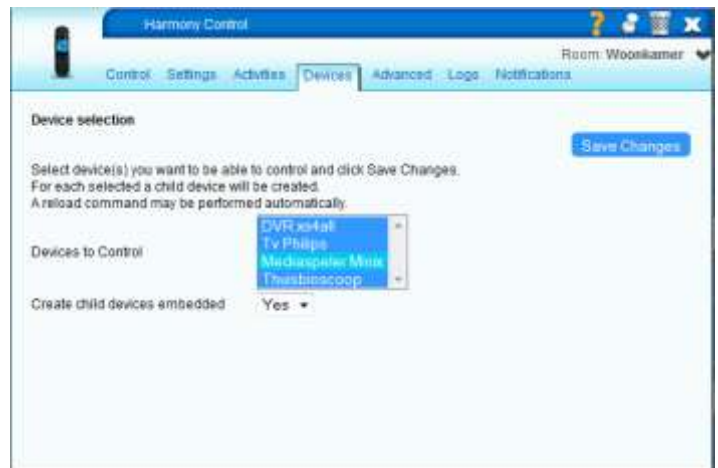 Harmony Control
Room: Woonkamer
Control Settings Activities Devices Advanced Logs Notifications
Device selection
Save Changes
Select device(s) you want to be able to control and click Save Changes.
For each selected a child device will be created.
A reload command may be performed automatically.
Devices to Control
DVR xs4all
Tv Philips
Mediaspeler Minix
Thuisbioscoop
Create child devices embedded Yes